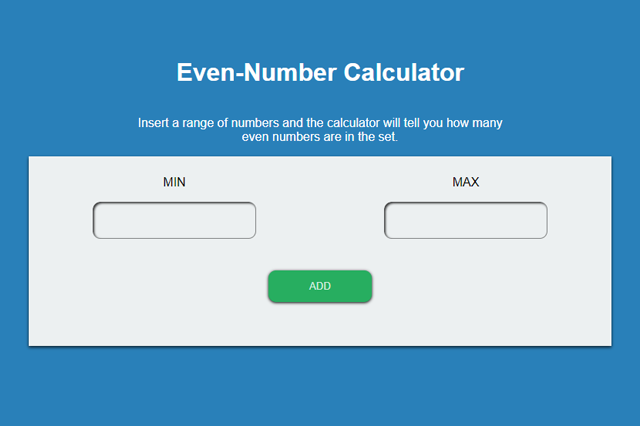 Even-Number Calculator
Insert a range of numbers and the calculator will tell you how many
even numbers are in the set.
MIN
MAX
ADD